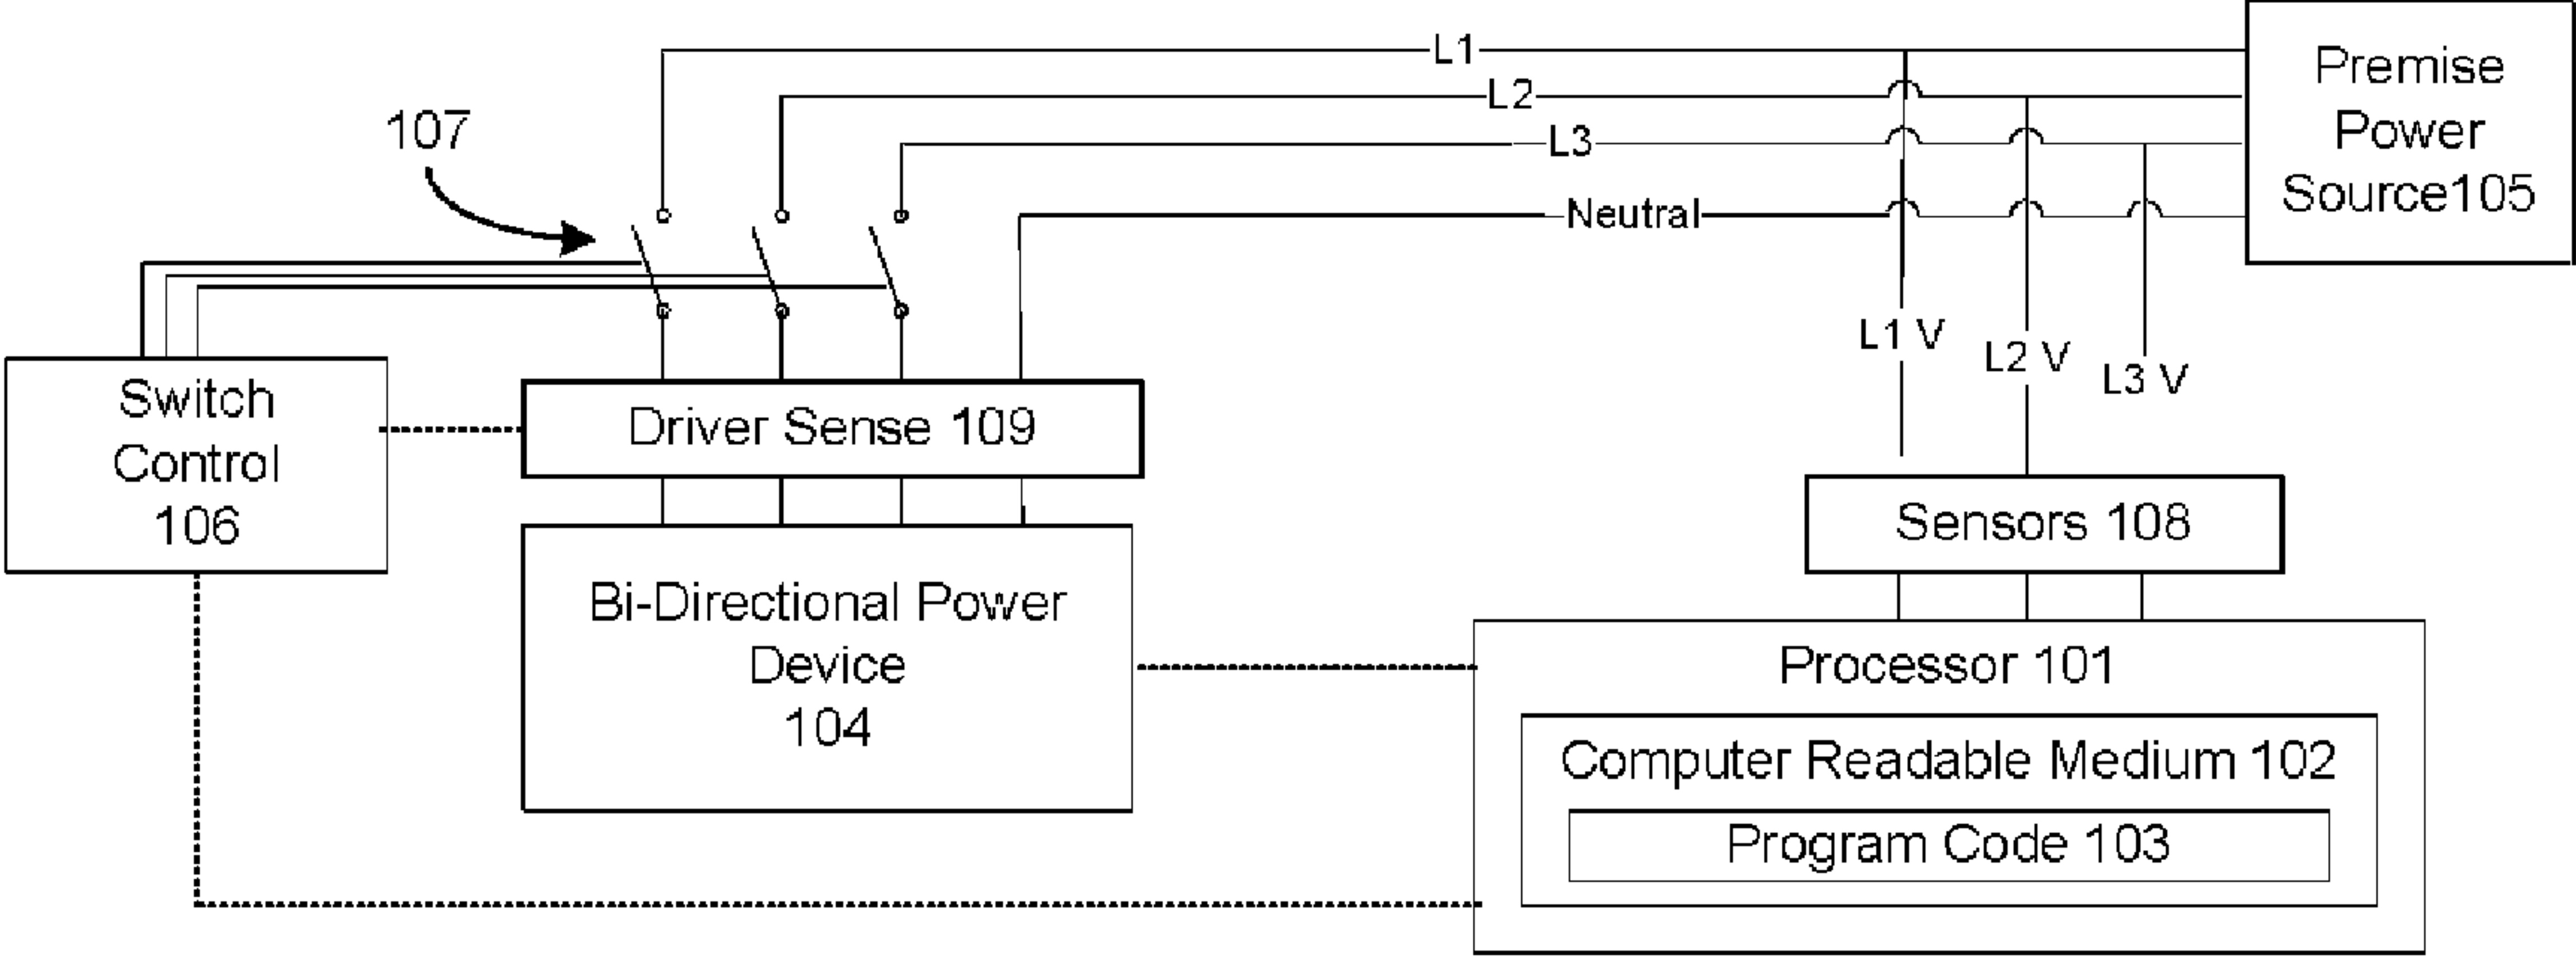 L1
L2
L3
Neutral
Premise
Power
Source105
107
L1 V
L2 V
L3 V
Switch
Control
106
Driver Sense 109
Sensors 108
Bi-Directional Power
Device
104
Processor 101
Computer Readable Medium 102
Program Code 103